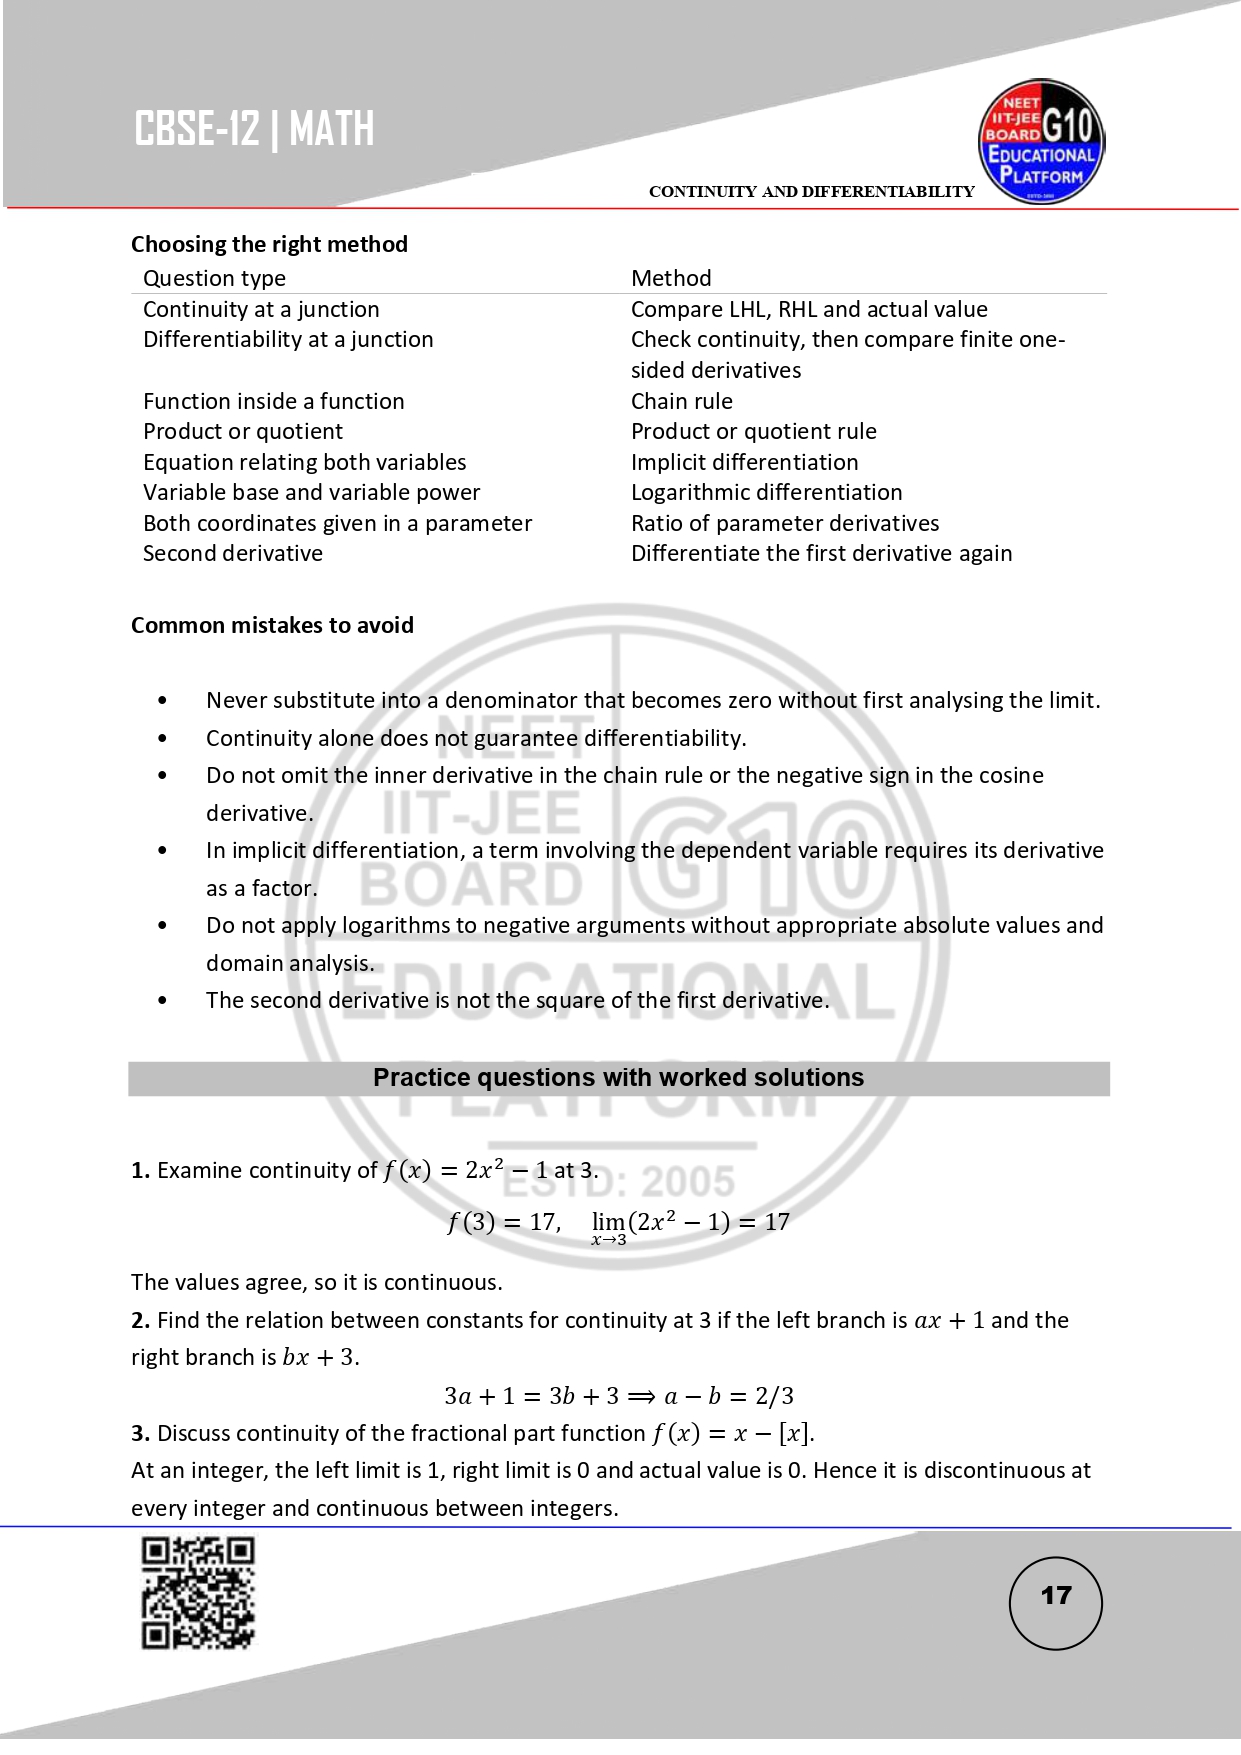 CBSE-12 | MATH
NEET
IIT-JEE
BOARD
G10
EDUCATIONAL
PLATFORM
ESTD: 2005
CONTINUITY AND DIFFERENTIABILITY
Choosing the right method
Question type Method
Continuity at a junction Compare LHL, RHL and actual value
Differentiability at a junction Check continuity, then compare finite one-
sided derivatives
Function inside a function Chain rule
Product or quotient Product or quotient rule
Equation relating both variables Implicit differentiation
Variable base and variable power Logarithmic differentiation
Both coordinates given in a parameter Ratio of parameter derivatives
Second derivative Differentiate the first derivative again
Common mistakes to avoid
• Never substitute into a denominator that becomes zero without first analysing the limit.
• Continuity alone does not guarantee differentiability.
• Do not omit the inner derivative in the chain rule or the negative sign in the cosine
derivative.
• In implicit differentiation, a term involving the dependent variable requires its derivative
as a factor.
• Do not apply logarithms to negative arguments without appropriate absolute values and
domain analysis.
• The second derivative is not the square of the first derivative.
NEET
IIT-JEE
BOARD
G10
EDUCATIONAL
PLATFORM
ESTD: 2005
Practice questions with worked solutions
1. Examine continuity of f(x) = 2x² − 1 at 3.
f(3) = 17, lim x→3 (2x² − 1) = 17
The values agree, so it is continuous.
2. Find the relation between constants for continuity at 3 if the left branch is ax + 1 and the
right branch is bx + 3.
3a + 1 = 3b + 3 ⟹ a − b = 2/3
3. Discuss continuity of the fractional part function f(x) = x − [x].
At an integer, the left limit is 1, right limit is 0 and actual value is 0. Hence it is discontinuous at
every integer and continuous between integers.
17